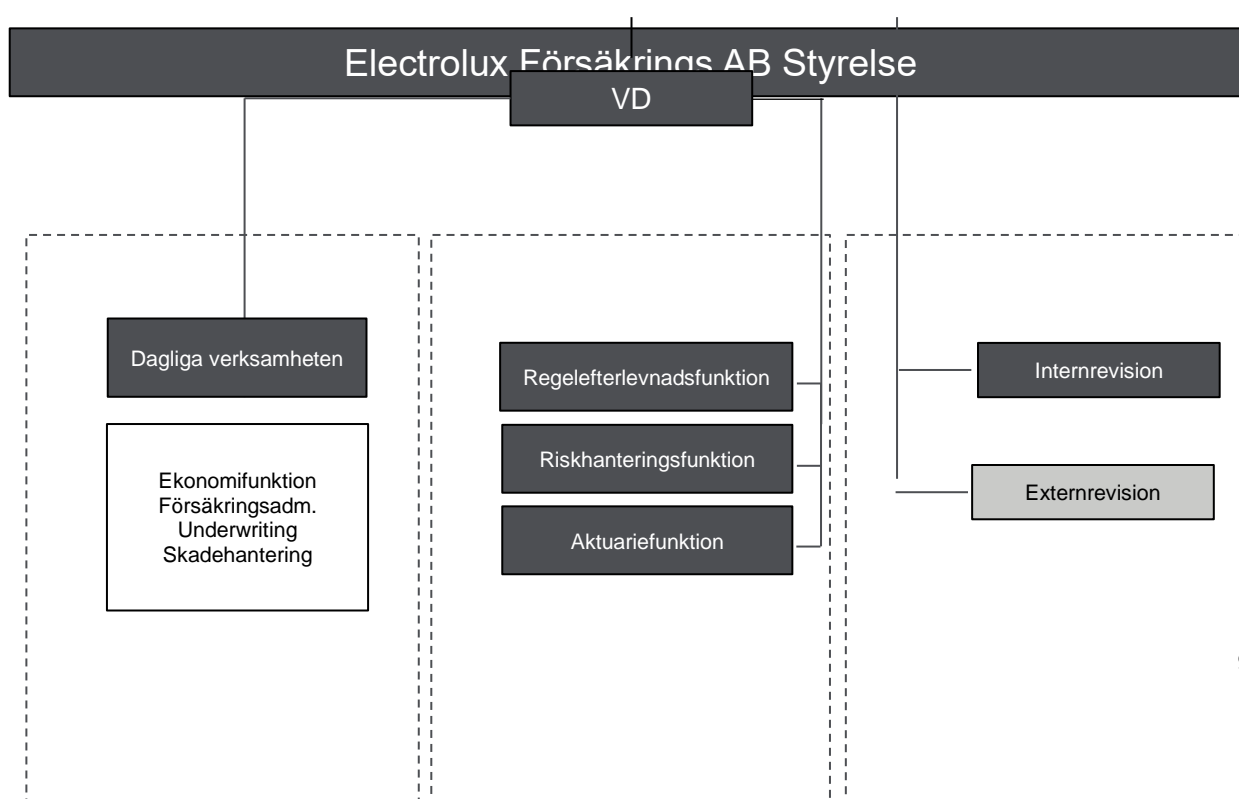 Electrolux Försäkrings AB Styrelse
VD
Dagliga verksamheten
Ekonomifunktion
Försäkringsadm.
Underwriting
Skadehantering
Regelefterlevnadsfunktion
Riskhanteringsfunktion
Aktuariefunktion
Internrevision
Externrevision